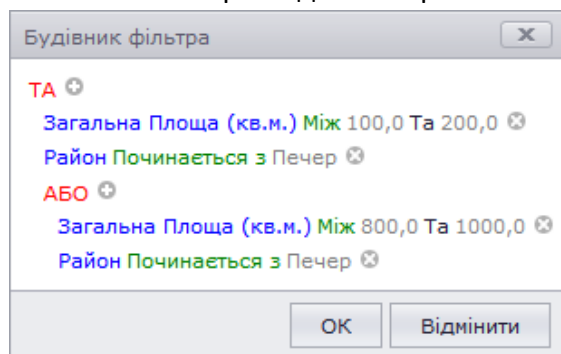 Будівник фільтра
ТА
Загальна Площа (кв.м.) Між 100,0 Та 200,0
Район Починається з Печер
АБО
Загальна Площа (кв.м.) Між 800,0 Та 1000,0
Район Починається з Печер
ОК Відмінити